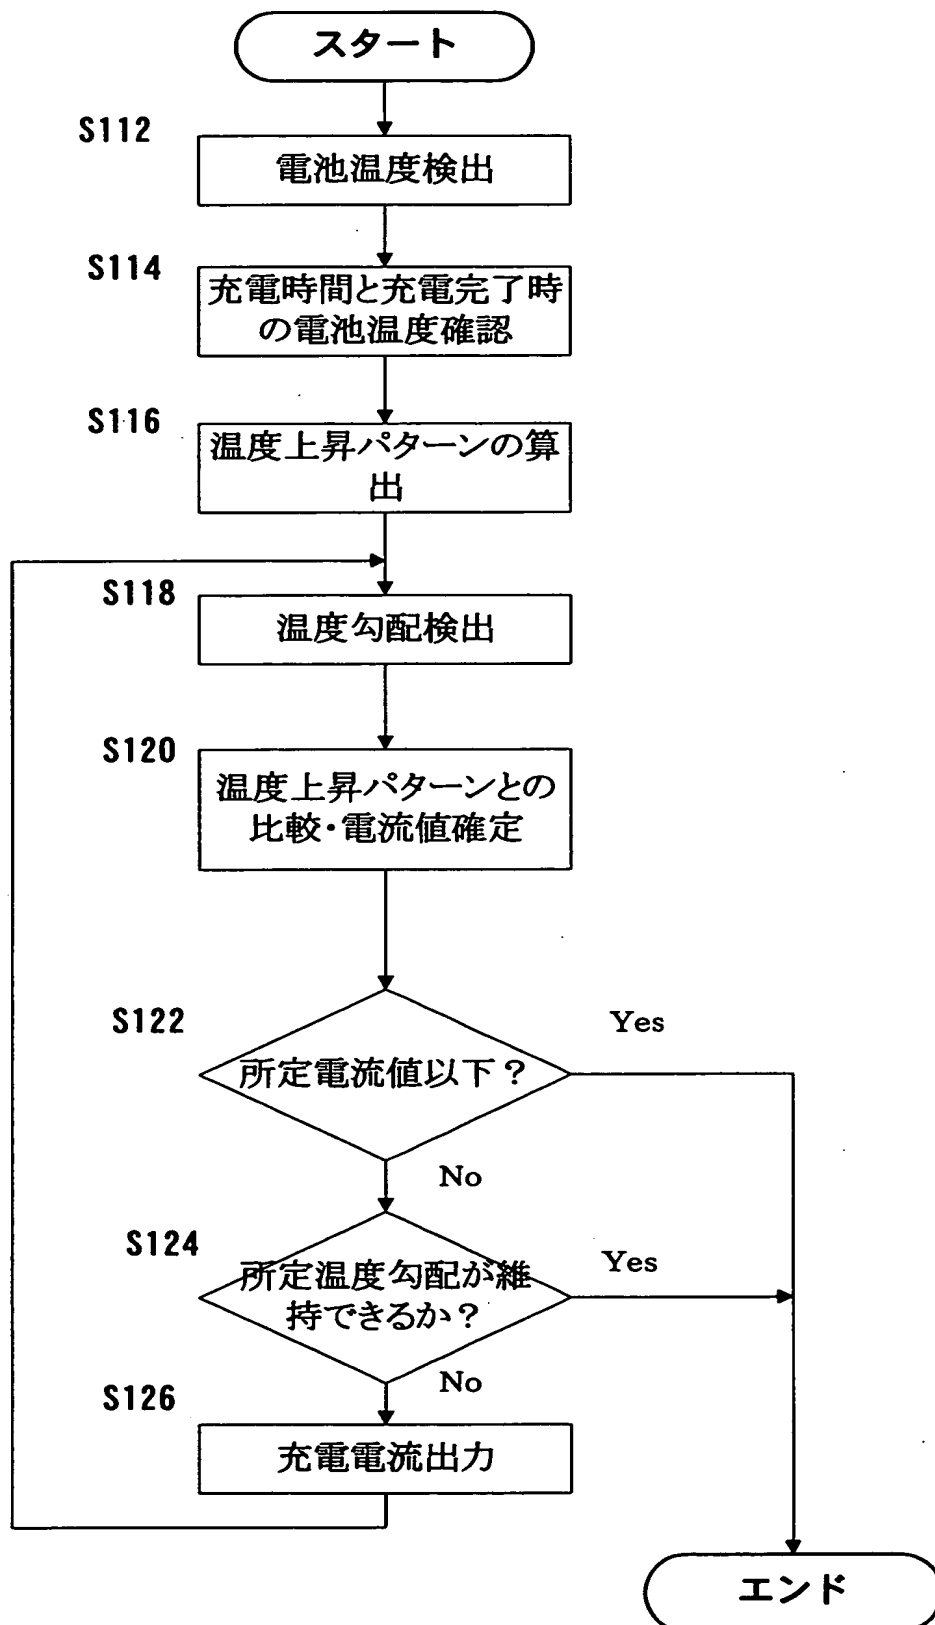 スタート
S112
電池温度検出
S114
充電時間と充電完了時
の電池温度確認
S116
温度上昇パターンの算
出
S118
温度勾配検出
S120
温度上昇パターンとの
比較・電流値確定
S122
所定電流値以下?
Yes
No
S124
所定温度勾配が維
持できるか?
Yes
No
S126
充電電流出力
エンド